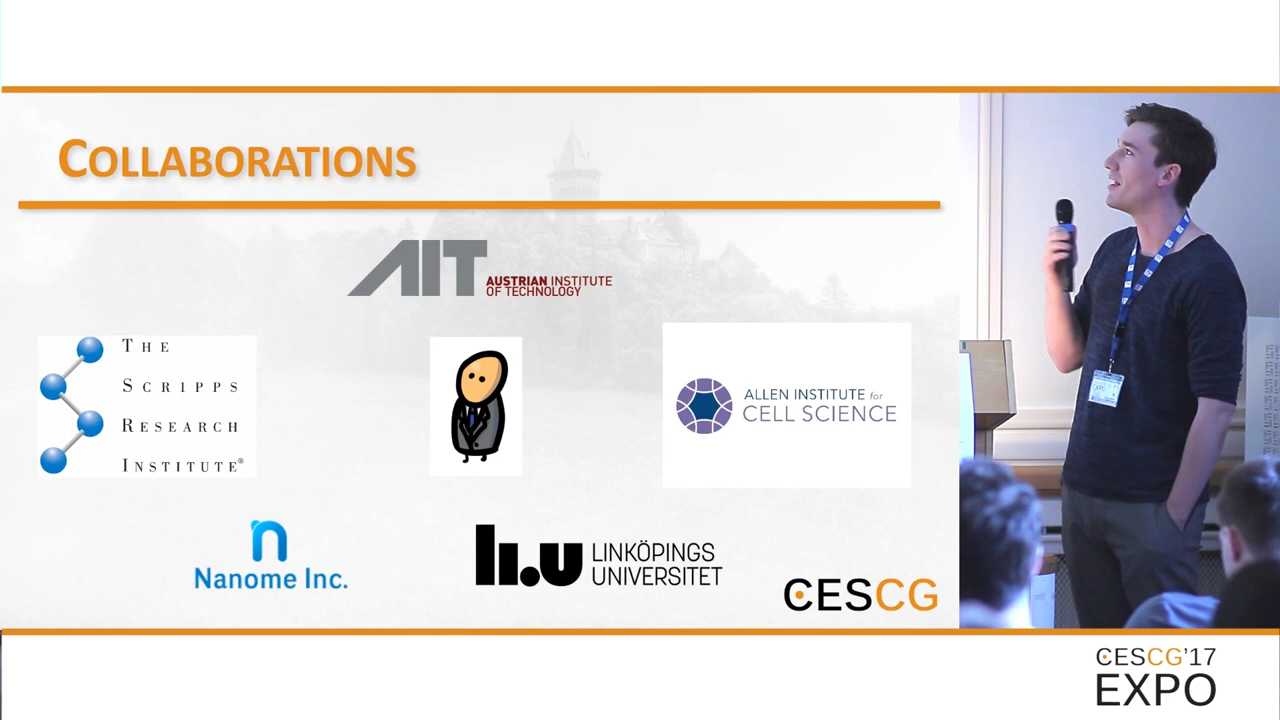 COLLABORATIONS
AIT
AUSTRIAN INSTITUTE
OF TECHNOLOGY
THE
SCRIPPS
RESEARCH
INSTITUTE®
ALLEN INSTITUTE for
CELL SCIENCE
n
Nanome Inc.
li.u LINKÖPINGS
UNIVERSITET
CESCG
CESCG'17
EXPO